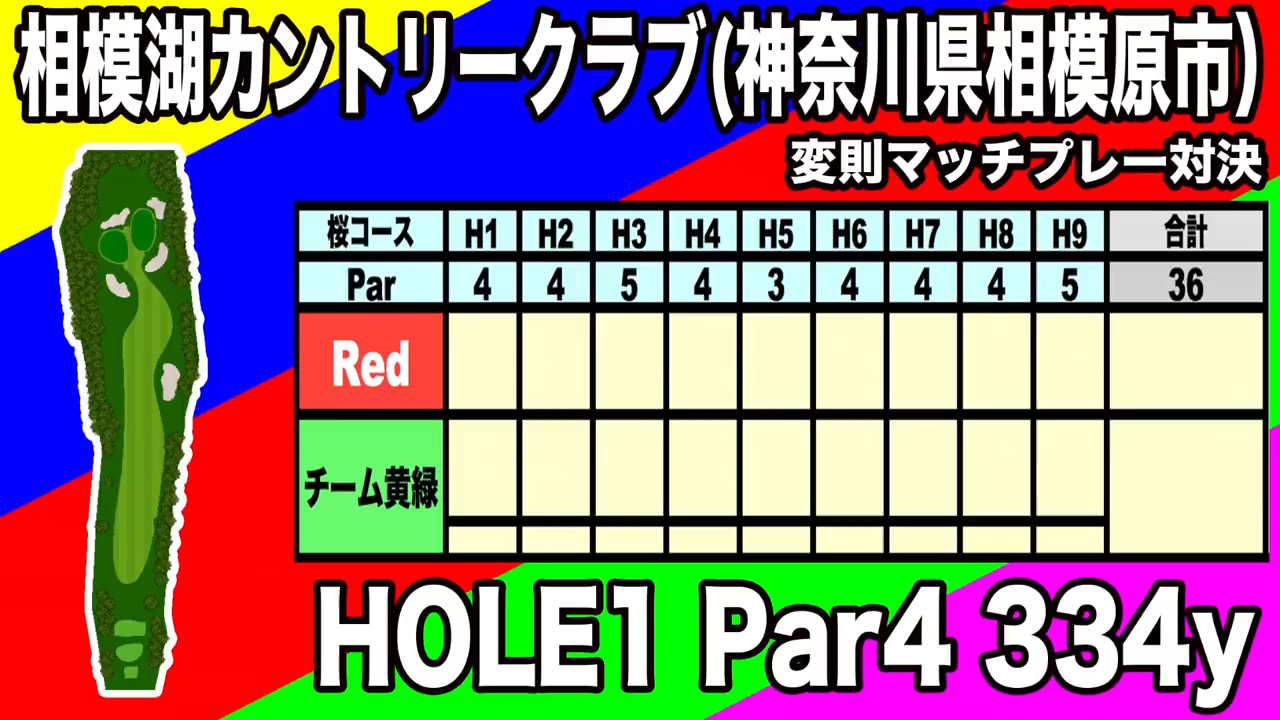 相模湖カントリークラブ(神奈川県相模原市)
変則マッチプレー対決
桜コース H1 H2 H3 H4 H5 H6 H7 H8 H9 合計
Par 4 4 5 4 3 4 4 4 5 36
Red
チーム黄緑
HOLE1 Par4 334y